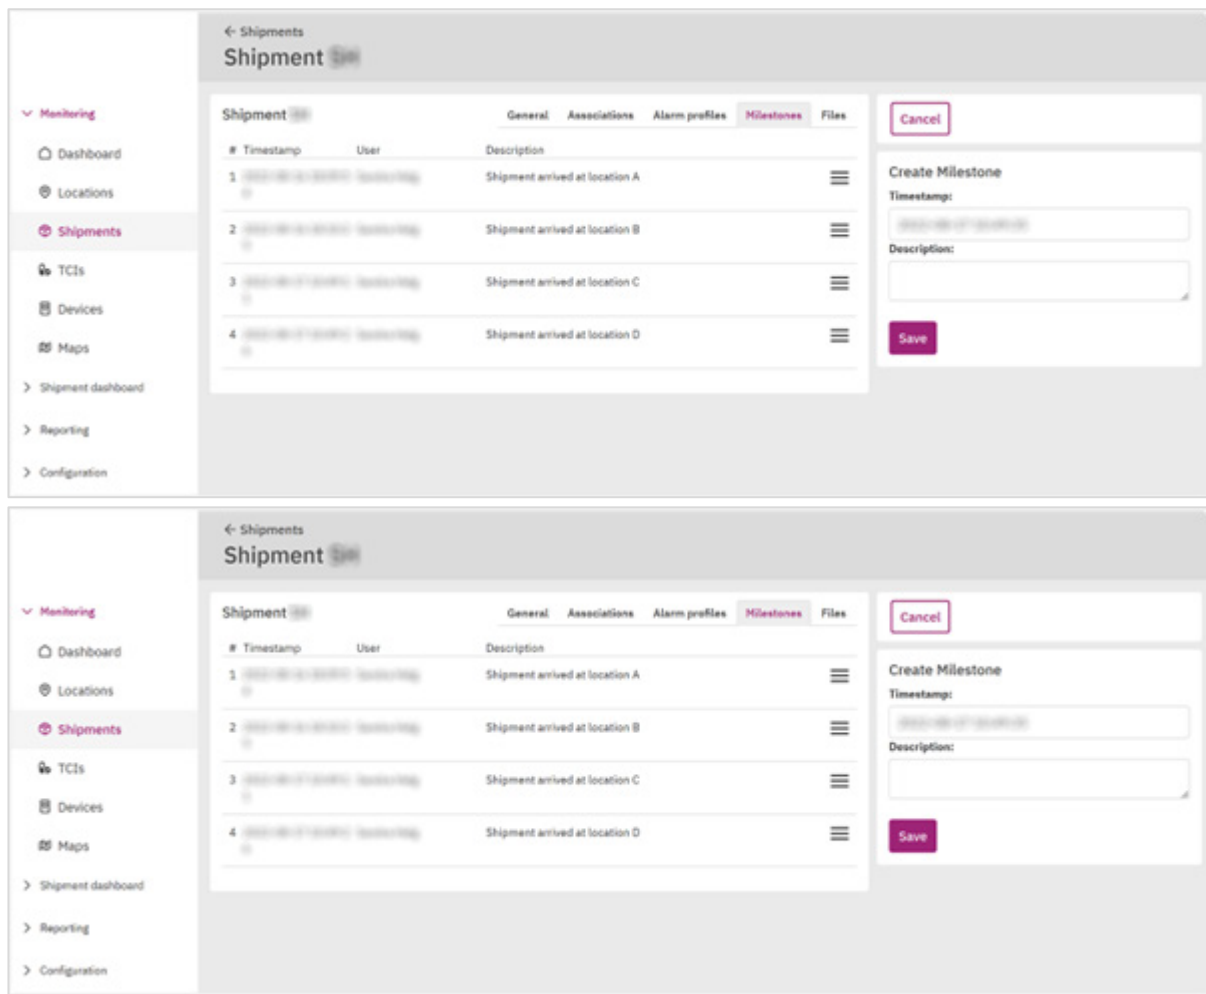 ← Shipments
Shipment
Monitoring
Dashboard
Locations
Shipments
TCIs
Devices
Maps
Shipment dashboard
Reporting
Configuration
Shipment
General Associations Alarm profiles Milestones Files
# Timestamp User Description
1 Shipment arrived at location A
2 Shipment arrived at location B
3 Shipment arrived at location C
4 Shipment arrived at location D
Cancel
Create Milestone
Timestamp:
Description:
Save
← Shipments
Shipment
Monitoring
Dashboard
Locations
Shipments
TCIs
Devices
Maps
Shipment dashboard
Reporting
Configuration
Shipment
General Associations Alarm profiles Milestones Files
# Timestamp User Description
1 Shipment arrived at location A
2 Shipment arrived at location B
3 Shipment arrived at location C
4 Shipment arrived at location D
Cancel
Create Milestone
Timestamp:
Description:
Save